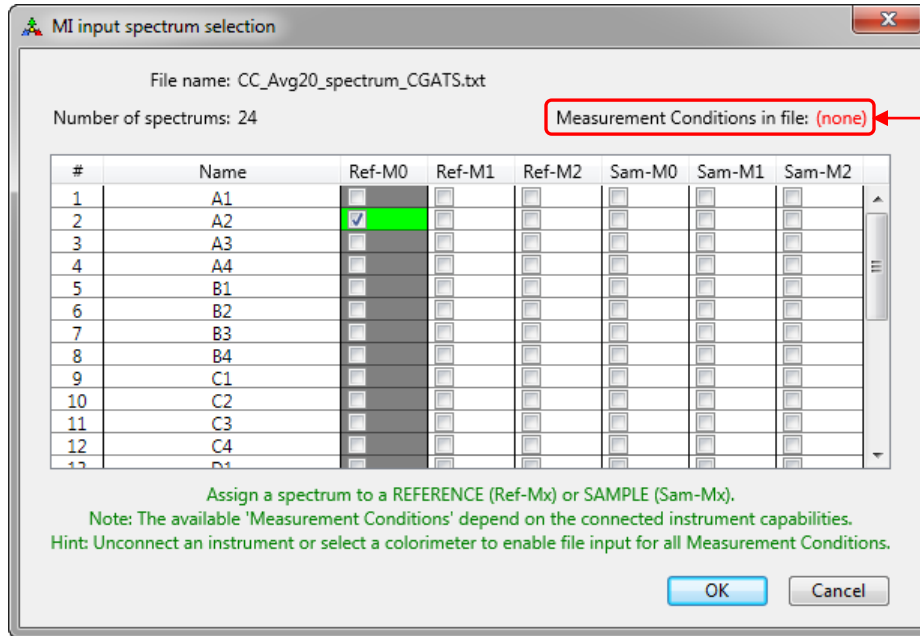 MI input spectrum selection
File name: CC_Avg20_spectrum_CGATS.txt
Number of spectrums: 24
Measurement Conditions in file: (none)
# Name Ref-M0 Ref-M1 Ref-M2 Sam-M0 Sam-M1 Sam-M2
1 A1
2 A2
3 A3
4 A4
5 B1
6 B2
7 B3
8 B4
9 C1
10 C2
11 C3
12 C4
13 D1
Assign a spectrum to a REFERENCE (Ref-Mx) or SAMPLE (Sam-Mx).
Note: The available 'Measurement Conditions' depend on the connected instrument capabilities.
Hint: Unconnect an instrument or select a colorimeter to enable file input for all Measurement Conditions.
OK Cancel